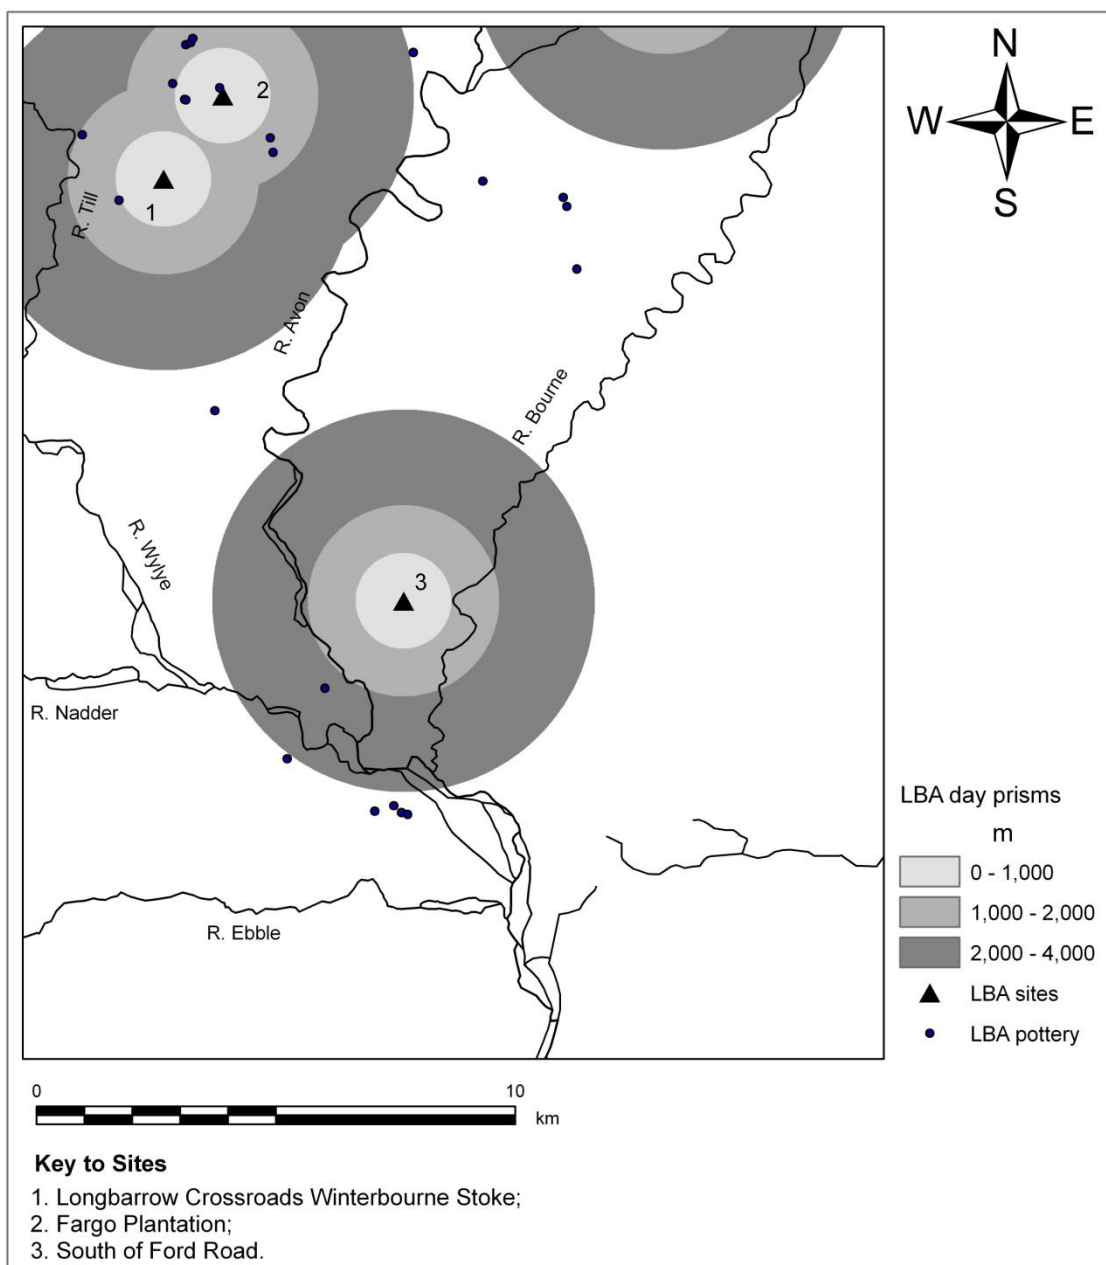 N
W
E
S
2
1
R. Till
R. Avon
R. Bourne
3
R. Wylye
R. Nadder
R. Ebble
LBA day prisms
m
0 - 1,000
1,000 - 2,000
2,000 - 4,000
LBA sites
LBA pottery
0
10
km
Key to Sites
1. Longbarrow Crossroads Winterbourne Stoke;
2. Fargo Plantation;
3. South of Ford Road.